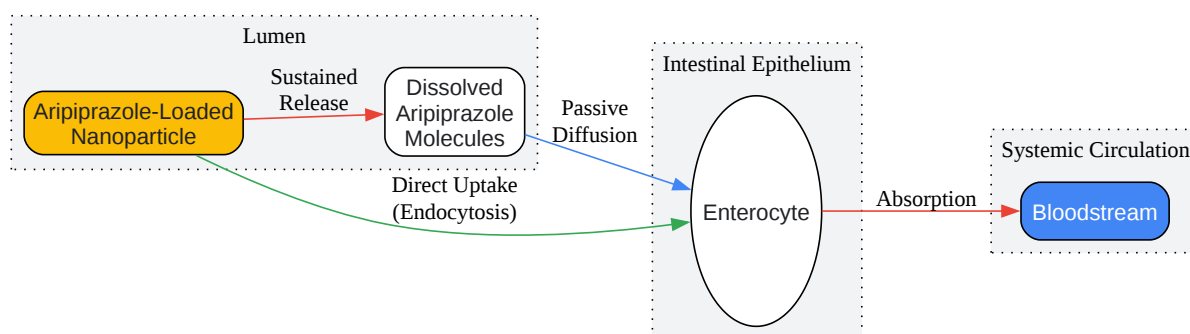 Lumen
Aripiprazole-Loaded
Nanoparticle
Sustained
Release
Dissolved
Aripiprazole
Molecules
Passive
Diffusion
Direct Uptake
(Endocytosis)
Intestinal Epithelium
Enterocyte
Absorption
Systemic Circulation
Bloodstream